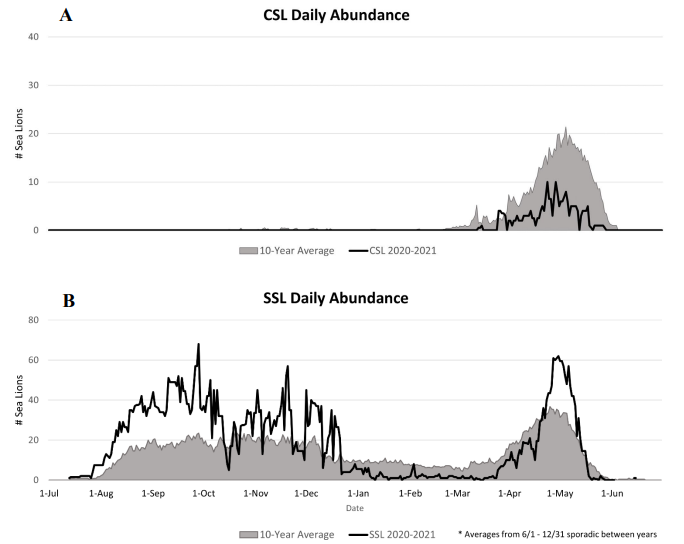 A
CSL Daily Abundance
40
30
20
10
0
# Sea Lions
10-Year Average
CSL 2020-2021
B
SSL Daily Abundance
80
60
40
20
0
# Sea Lions
1-Jul 1-Aug 1-Sep 1-Oct 1-Nov 1-Dec 1-Jan 1-Feb 1-Mar 1-Apr 1-May 1-Jun
Date
10-Year Average
SSL 2020-2021
* Averages from 6/1 - 12/31 sporadic between years